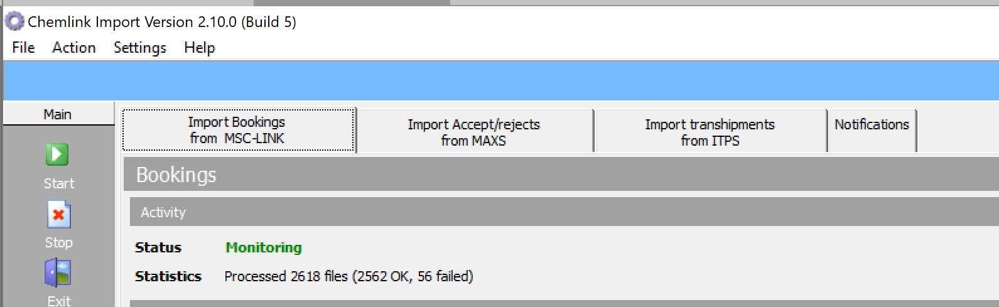 Chemlink Import Version 2.10.0 (Build 5)
File Action Settings Help
Main
Start
Stop
Exit
Import Bookings
from MSC-LINK
Import Accept/rejects
from MAXS
Import transhipments
from ITPS
Notifications
Bookings
Activity
Status Monitoring
Statistics Processed 2618 files (2562 OK, 56 failed)